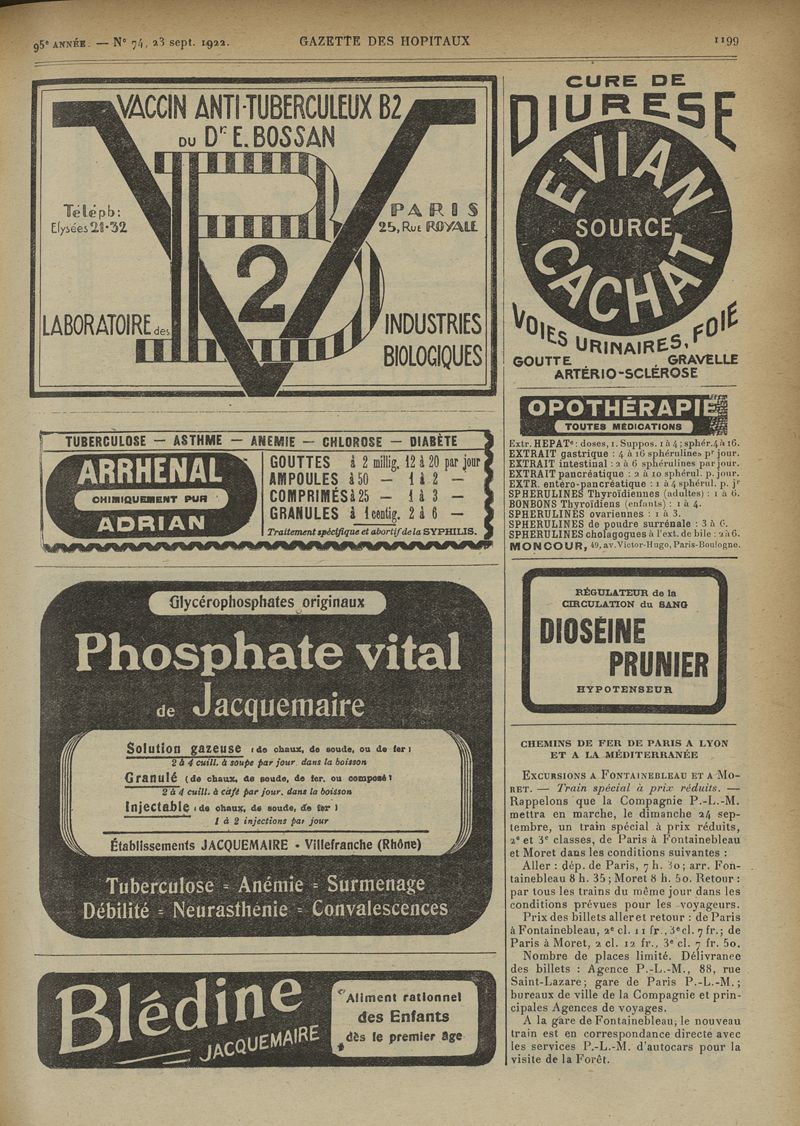 95e ANNÉE. — No 74, 23 sept. 1922.
GAZETTE DES HOPITAUX
1199
VACCIN ANTI-TUBERCULEUX B2
DU Dr E. BOSSAN
Téléph:
Elysées 21-32
PARIS
25, Rue ROYALE
BV
2
LABORATOIRE des
INDUSTRIES
BIOLOGIQUES
TUBERCULOSE — ASTHME — ANEMIE — CHLOROSE — DIABÈTE
ARRHENAL
CHIMIQUEMENT PUR
ADRIAN
GOUTTES à 2 millig. 12 à 20 par jour
AMPOULES à 50 — 1 à 2 —
COMPRIMÉS à 25 — 1 à 3 —
GRANULES à 1 centig. 2 à 6 —
Traitement spécifique et abortif de la SYPHILIS.
Glycérophosphates originaux
Phosphate vital
de Jacquemaire
Solution gazeuse (de chaux, de soude, ou de fer)
2 à 4 cuill. à soupe par jour dans la boisson
Granulé (de chaux, de soude, de fer, ou composé)
2 à 4 cuill. à café par jour, dans la boisson
Injectable (de chaux, de soude, de fer)
1 à 2 injections par jour
Établissements JACQUEMAIRE - Villefranche (Rhône)
Tuberculose = Anémie = Surmenage
Débilité = Neurasthénie = Convalescences
Blédine
JACQUEMAIRE
Aliment rationnel
des Enfants
dès le premier âge
CURE DE
DIURESE
EVIAN
SOURCE
CACHAT
VOIES URINAIRES, FOIE
GOUTTE GRAVELLE
ARTÉRIO-SCLÉROSE
OPOTHÉRAPIE
TOUTES MÉDICATIONS
Extr. HEPATe: doses, 1. Suppos. 1 à 4; sphér. 4 à 16.
EXTRAIT gastrique : 4 à 16 sphérulines pr jour.
EXTRAIT intestinal : 2 à 6 sphérulines par jour.
EXTRAIT pancréatique : 2 à 10 sphérul. p. jour.
EXTR. entéro-pancréatique : 1 à 4 sphérul. p. jr
SPHERULINES Thyroïdiennes (adultes) : 1 à 6.
BONBONS Thyroïdiens (enfants) : 1 à 4.
SPHERULINES ovariennes : 1 à 3.
SPHERULINES de poudre surrénale : 3 à 6.
SPHERULINES cholagogues à l'ext. de bile : 2 à 6.
MONCOUR, 49, av. Victor-Hugo, Paris-Boulogne.
RÉGULATEUR de la
CIRCULATION du SANG
DIOSÉINE
PRUNIER
HYPOTENSEUR
CHEMINS DE FER DE PARIS A LYON
ET A LA MÉDITERRANÉE
EXCURSIONS A FONTAINEBLEAU ET A MO-
RET. — Train spécial à prix réduits. —
Rappelons que la Compagnie P.-L.-M.
mettra en marche, le dimanche 24 sep-
tembre, un train spécial à prix réduits,
2e et 3e classes, de Paris à Fontainebleau
et Moret dans les conditions suivantes :
Aller : dép. de Paris, 7 h. 30; arr. Fon-
tainebleau 8 h. 35; Moret 8 h. 50. Retour :
par tous les trains du même jour dans les
conditions prévues pour les voyageurs.
Prix des billets aller et retour : de Paris
à Fontainebleau, 2e cl. 11 fr., 3e cl. 7 fr.; de
Paris à Moret, 2 cl. 12 fr., 3e cl. 7 fr. 50.
Nombre de places limité. Délivrance
des billets : Agence P.-L.-M., 88, rue
Saint-Lazare; gare de Paris P.-L.-M.;
bureaux de ville de la Compagnie et prin-
cipales Agences de voyages.
A la gare de Fontainebleau, le nouveau
train est en correspondance directe avec
les services P.-L.-M. d'autocars pour la
visite de la Forêt.